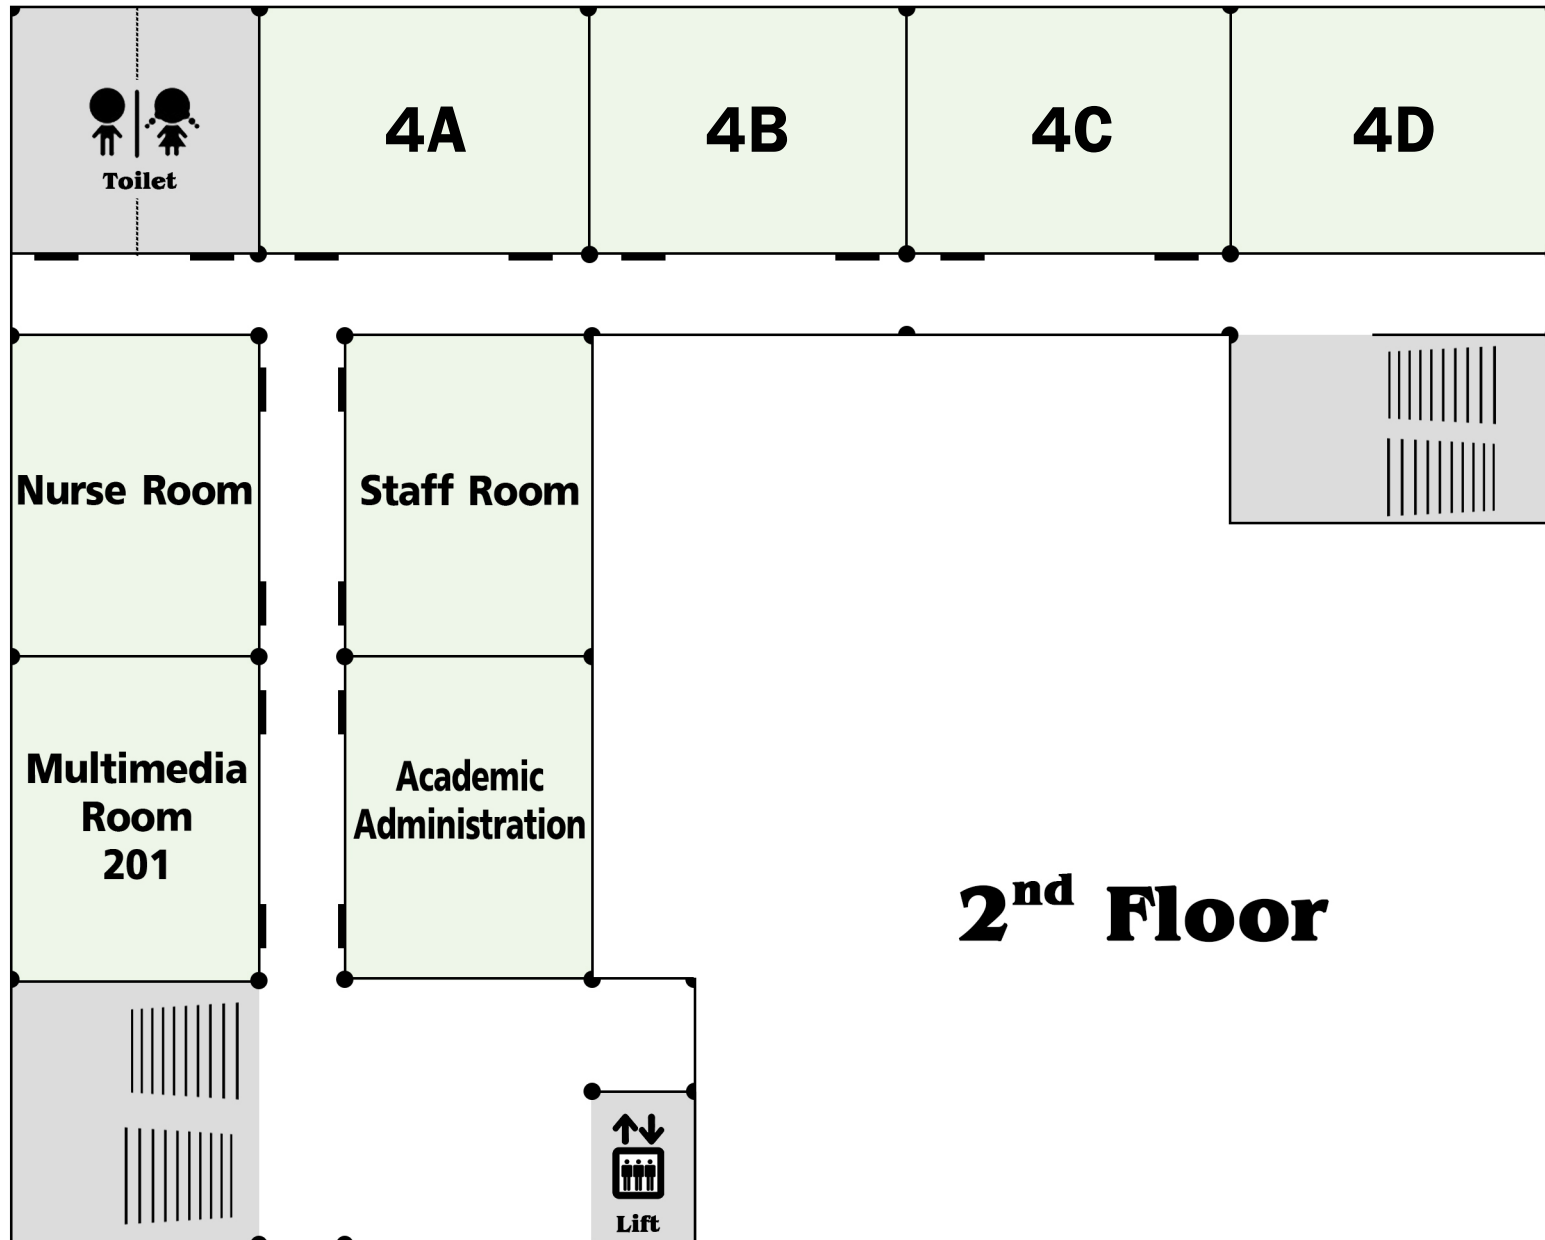 Toilet
4A
4B
4C
4D
Nurse Room
Staff Room
Multimedia
Room
201
Academic
Administration
2nd Floor
Lift